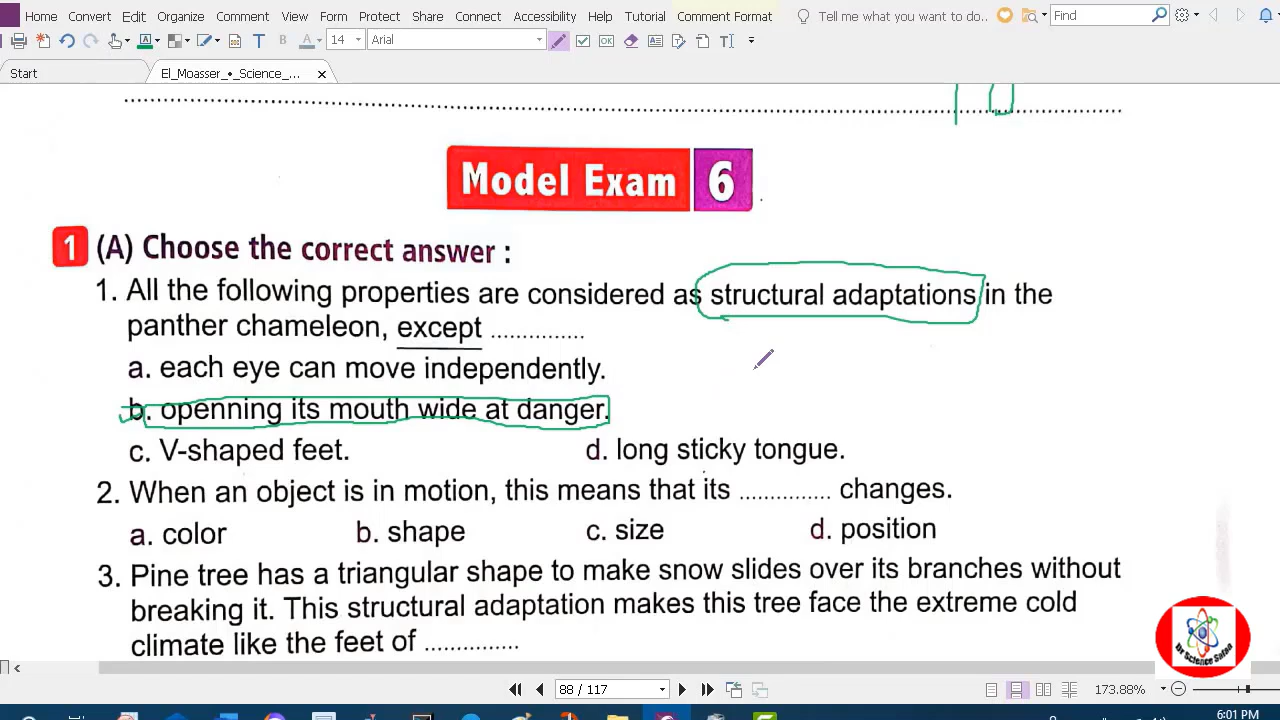 Home Convert Edit Organize Comment View Form Protect Share Connect Accessibility Help Tutorial Comment Format Tell me what you want to do.. Find
14 Arial
Start El_Moasser_•_Science_...
10
Model Exam 6
1 (A) Choose the correct answer :
1. All the following properties are considered as structural adaptations in the
panther chameleon, except ...............
a. each eye can move independently.
b. openning its mouth wide at danger.
c. V-shaped feet. d. long sticky tongue.
2. When an object is in motion, this means that its ............... changes.
a. color b. shape c. size d. position
3. Pine tree has a triangular shape to make snow slides over its branches without
breaking it. This structural adaptation makes this tree face the extreme cold
climate like the feet of ...............
Dr Science Safaa
88 / 117 173.88%
6:01 PM